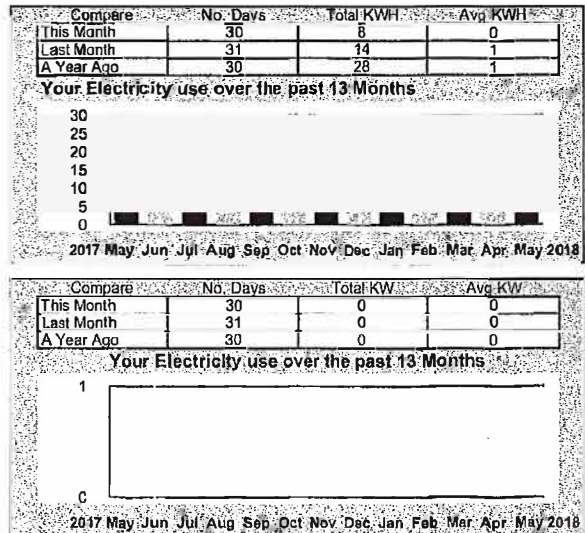 Compare No. Days Total KWH Avg KWH
This Month 30 8 0
Last Month 31 14 1
A Year Ago 30 28 1
Your Electricity use over the past 13 Months
30
25
20
15
10
5
0
2017 May Jun Jul Aug Sep Oct Nov Dec Jan Feb Mar Apr May 2018
Compare No. Days Total KW Avg KW
This Month 30 0 0
Last Month 31 0 0
A Year Ago 30 0 0
Your Electricity use over the past 13 Months
1
0
2017 May Jun Jul Aug Sep Oct Nov Dec Jan Feb Mar Apr May 2018